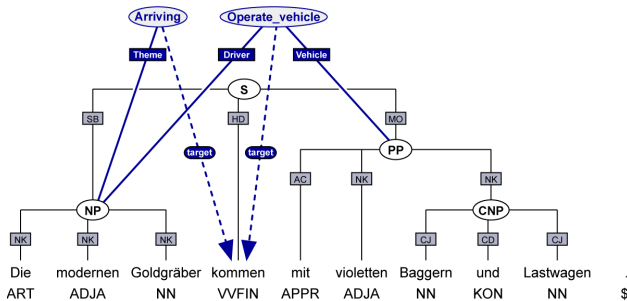 Arriving Operate_vehicle
Theme Driver Vehicle
S
SB HD MO
target target PP
AC NK NK
NP CNP
NK NK NK CJ CD CJ
Die modernen Goldgräber kommen mit violetten Baggern und Lastwagen .
ART ADJA NN VVFIN APPR ADJA NN KON NN $